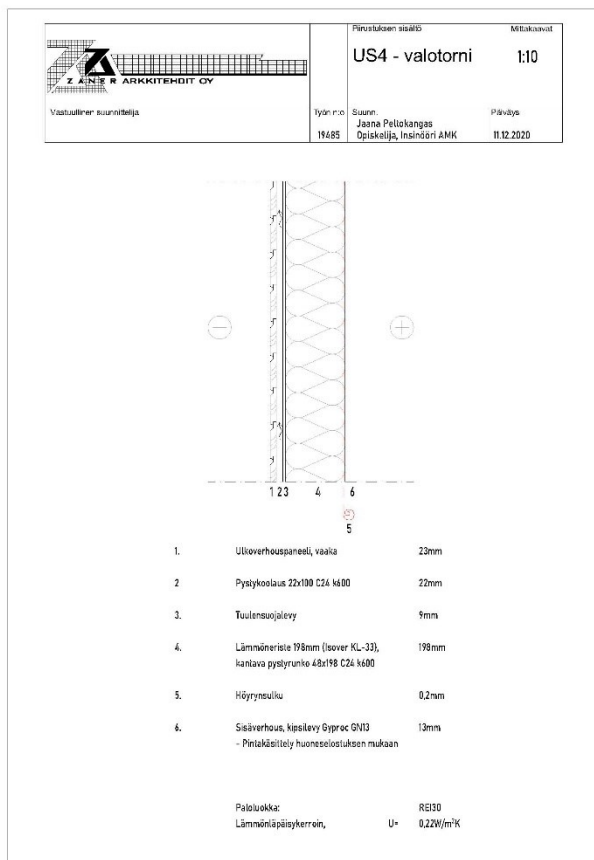 ZANER ARKKITEHDIT OY
Vastuullinen suunnittelija
Piirustuksen sisältö
US4 - valotorni
Mittakaavat
1:10
Työn n:o
19485
Suunn.
Jaana Peltokangas
Opiskelija, Insinööri AMK
Päiväys
11.12.2020
1 2 3 4 6
5
1. Ulkoverhouspaneeli, vaaka 23mm
2 Pystykoolaus 22x100 C24 k600 22mm
3. Tuulensuojalevy 9mm
4. Lämmöneriste 198mm (Isover KL-33), 198mm
kantava pystyrunko 48x198 C24 k600
5. Höyrynsulku 0,2mm
6. Sisäverhous, kipsilevy Gyproc GN13 13mm
- Pintakäsittely huoneselostuksen mukaan
Paloluokka: REI30
Lämmönläpäisykerroin, U= 0,22W/m²K